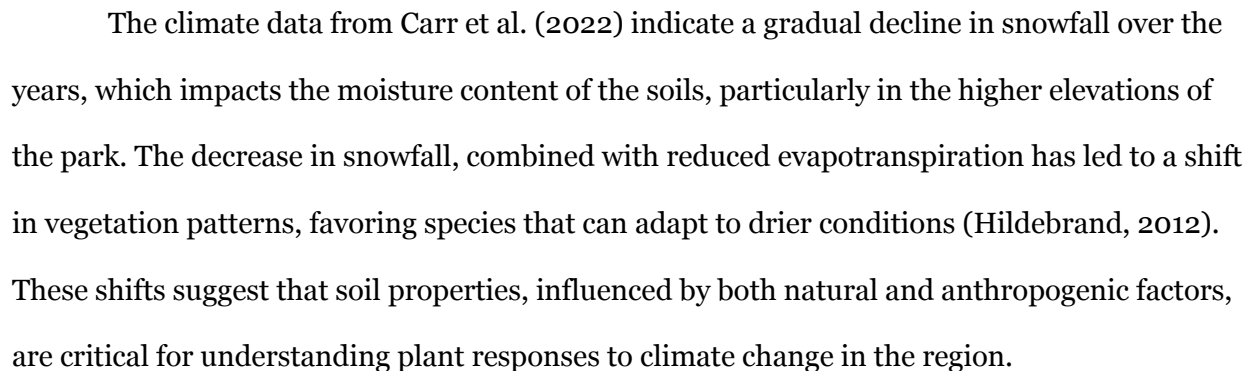 The climate data from Carr et al. (2022) indicate a gradual decline in snowfall over the
years, which impacts the moisture content of the soils, particularly in the higher elevations of
the park. The decrease in snowfall, combined with reduced evapotranspiration has led to a shift
in vegetation patterns, favoring species that can adapt to drier conditions (Hildebrand, 2012).
These shifts suggest that soil properties, influenced by both natural and anthropogenic factors,
are critical for understanding plant responses to climate change in the region.